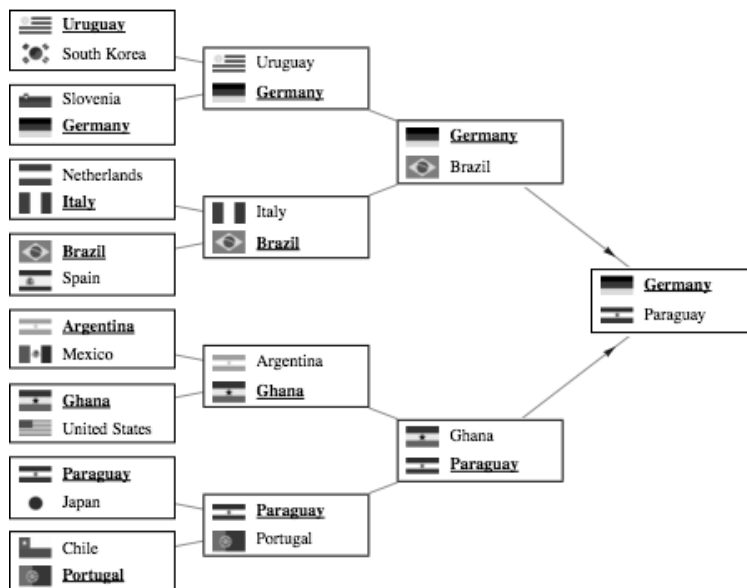 Uruguay
South Korea
Slovenia
Germany
Netherlands
Italy
Brazil
Spain
Argentina
Mexico
Ghana
United States
Paraguay
Japan
Chile
Portugal
Uruguay
Germany
Italy
Brazil
Argentina
Ghana
Paraguay
Portugal
Germany
Brazil
Ghana
Paraguay
Germany
Paraguay